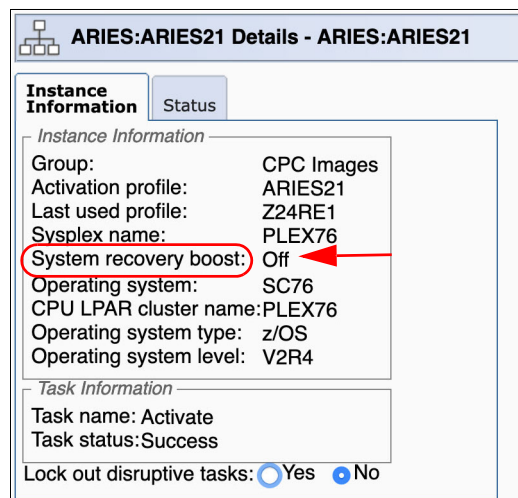 ARIES:ARIES21 Details - ARIES:ARIES21
Instance
Information
Status
Instance Information
Group: CPC Images
Activation profile: ARIES21
Last used profile: Z24RE1
Sysplex name: PLEX76
System recovery boost: Off
Operating system: SC76
CPU LPAR cluster name:PLEX76
Operating system type: z/OS
Operating system level: V2R4
Task Information
Task name: Activate
Task status:Success
Lock out disruptive tasks: Yes No